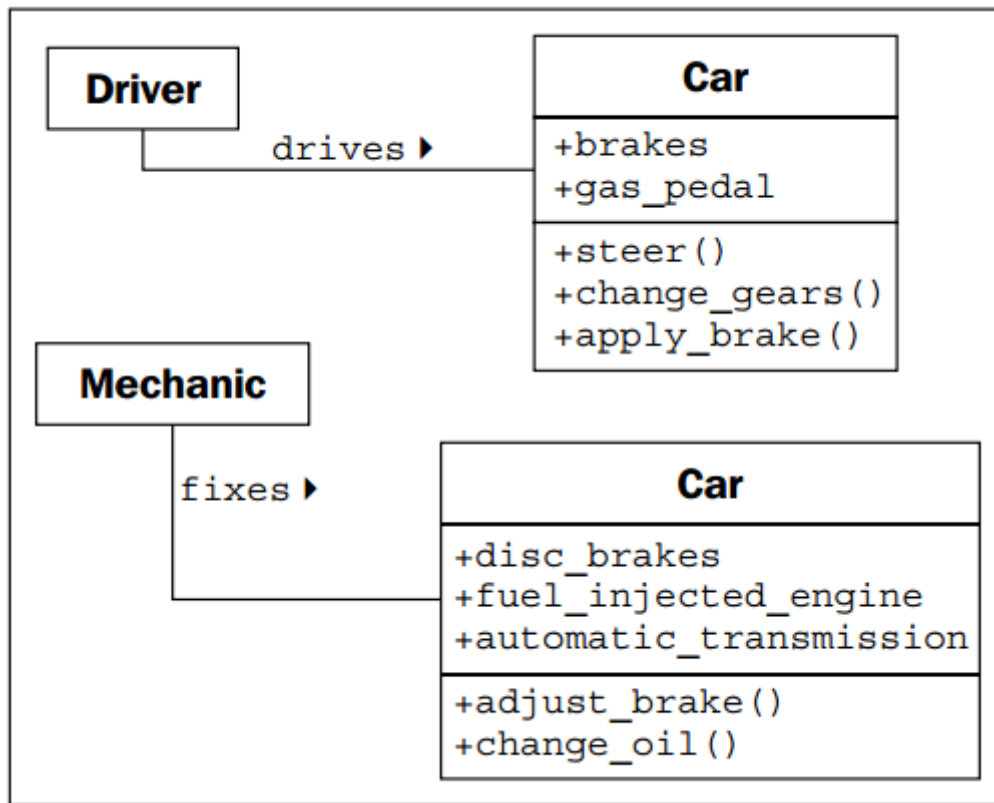 Driver
drives
Car
+brakes
+gas_pedal
+steer()
+change_gears()
+apply_brake()
Mechanic
fixes
Car
+disc_brakes
+fuel_injected_engine
+automatic_transmission
+adjust_brake()
+change_oil()